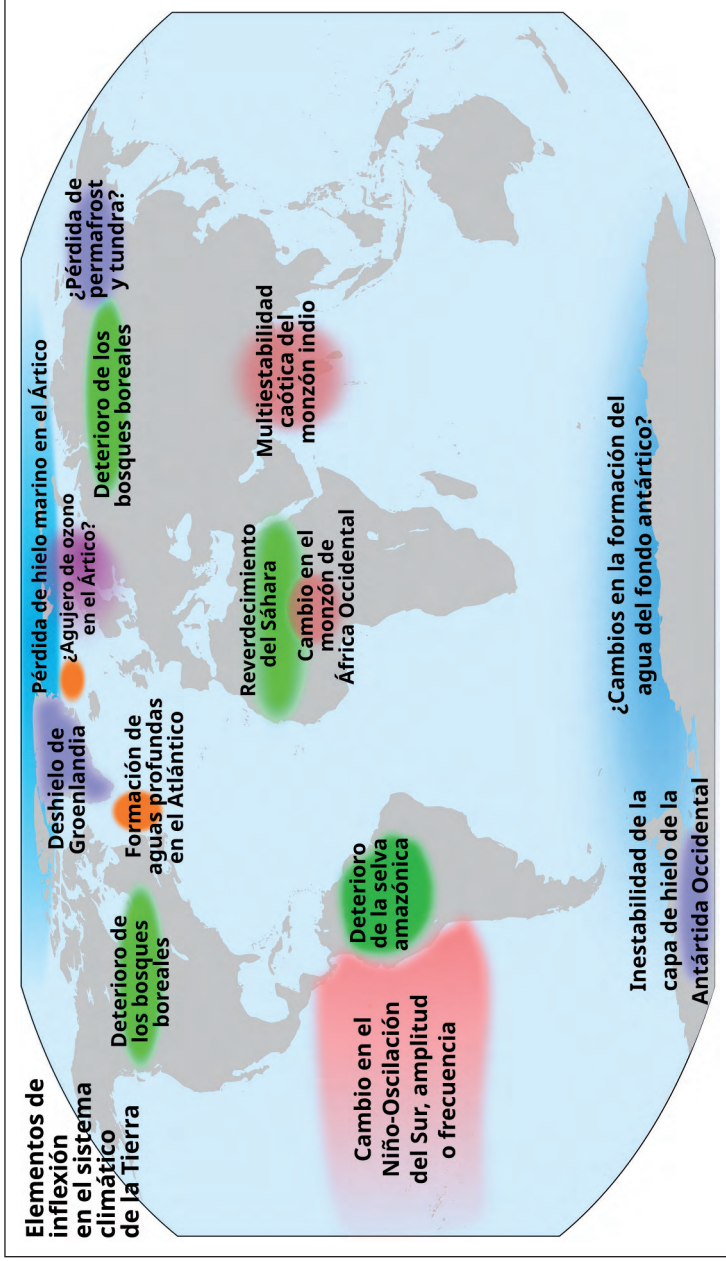 Elementos de
inflexión
en el sistema
climático
de la Tierra
Pérdida de hielo marino en el Ártico
¿Agujero de ozono
en el Ártico?
¿Pérdida de
permafrost
y tundra?
Deshielo de
Groenlandia
Deterioro de los
bosques boreales
Deterioro de
los bosques
boreales
Formación de
aguas profundas
en el Atlántico
Reverdecimiento
del Sáhara
Cambio en el
monzón de
África Occidental
Multiestabilidad
caótica del
monzón indio
Deterioro
de la selva
amazónica
Cambio en el
Niño-Oscilación
del Sur, amplitud
o frecuencia
¿Cambios en la formación del
agua del fondo antártico?
Inestabilidad de la
capa de hielo de la
Antártida Occidental